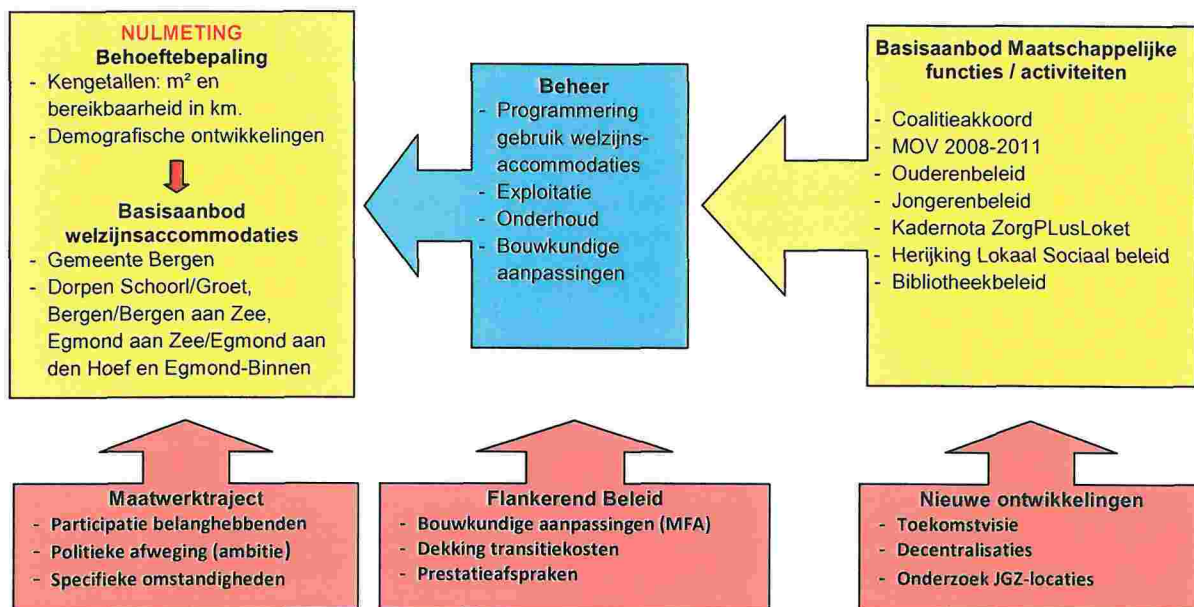 NULMETING
Behoeftebepaling
- Kengetallen: m² en
bereikbaarheid in km.
- Demografische ontwikkelingen
Basisaanbod
welzijnsaccommodaties
- Gemeente Bergen
- Dorpen Schoorl/Groet,
Bergen/Bergen aan Zee,
Egmond aan Zee/Egmond aan
den Hoef en Egmond-Binnen
Beheer
- Programmering
gebruik welzijns-
accommodaties
- Exploitatie
- Onderhoud
- Bouwkundige
aanpassingen
Basisaanbod Maatschappelijke
functies / activiteiten
- Coalitieakkoord
- MOV 2008-2011
- Ouderenbeleid
- Jongerenbeleid
- Kadernota ZorgPLusLoket
- Herijking Lokaal Sociaal beleid
- Bibliotheekbeleid
Maatwerktraject
- Participatie belanghebbenden
- Politieke afweging (ambitie)
- Specifieke omstandigheden
Flankerend Beleid
- Bouwkundige aanpassingen (MFA)
- Dekking transitiekosten
- Prestatieafspraken
Nieuwe ontwikkelingen
- Toekomstvisie
- Decentralisaties
- Onderzoek JGZ-locaties